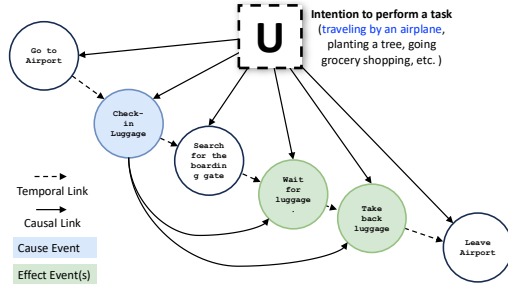 Intention to perform a task
(traveling by an airplane,
planting a tree, going
grocery shopping, etc. )
U
Go to
Airport
Check-
in
Luggage
Search
for the
boardin
g gate
Wait
for
luggage
.
Take
back
luggage
Leave
Airport
Temporal Link
Causal Link
Cause Event
Effect Event(s)